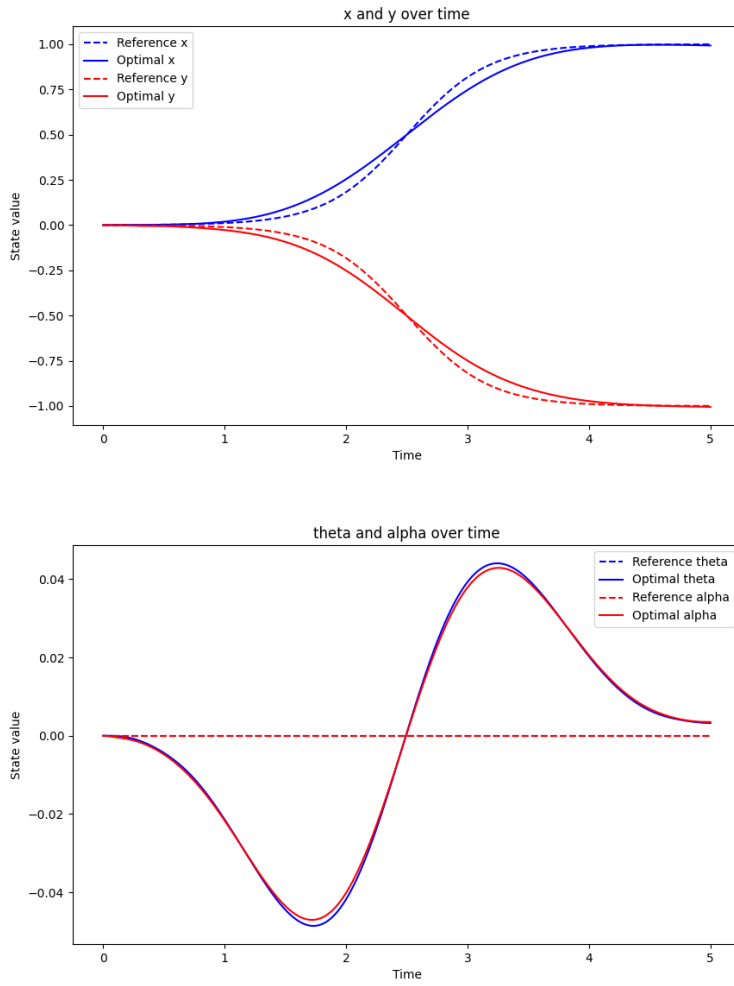 x and y over time
1.00
0.75
0.50
0.25
0.00
−0.25
−0.50
−0.75
−1.00
State value
Reference x
Optimal x
Reference y
Optimal y
0 1 2 3 4 5
Time
theta and alpha over time
0.04
0.02
0.00
−0.02
−0.04
State value
Reference theta
Optimal theta
Reference alpha
Optimal alpha
0 1 2 3 4 5
Time